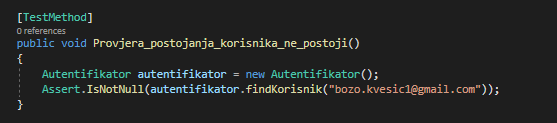 [TestMethod]
0 references
public void Provjera_postojanja_korisnika_ne_postoji()
{
Autentifikator autentifikator = new Autentifikator();
Assert.IsNotNull(autentifikator.findKorisnik("bozo.kvesic1@gmail.com"));
}